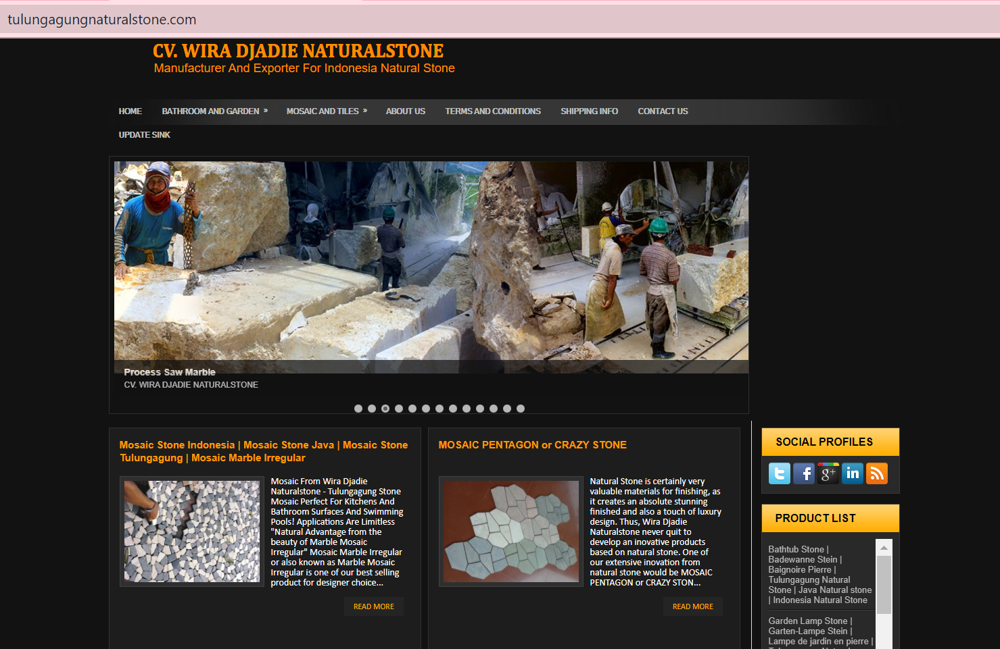 tulungagungnaturalstone.com
CV. WIRA DJADIE NATURALSTONE
Manufacturer And Exporter For Indonesia Natural Stone
HOME BATHROOM AND GARDEN » MOSAIC AND TILES » ABOUT US TERMS AND CONDITIONS SHIPPING INFO CONTACT US
UPDATE SINK
Process Saw Marble
CV. WIRA DJADIE NATURALSTONE
Mosaic Stone Indonesia | Mosaic Stone Java | Mosaic Stone
Tulungagung | Mosaic Marble Irregular
Mosaic From Wira Djadie
Naturalstone - Tulungagung Stone
Mosaic Perfect For Kitchens And
Bathroom Surfaces And Swimming
Pools! Applications Are Limitless
"Natural Advantage from the
beauty of Marble Mosaic
Irregular" Mosaic Marble Irregular
or also known as Marble Mosaic
Irregular is one of our best selling
product for designer choice...
READ MORE
MOSAIC PENTAGON or CRAZY STONE
Natural Stone is certainly very
valuable materials for finishing, as
it creates an absolute stunning
finished and also a touch of luxury
design. Thus, Wira Djadie
Naturalstone never quit to
develop an inovative products
based on natural stone. One of
our extensive inovation from
natural stone would be MOSAIC
PENTAGON or CRAZY STON...
READ MORE
SOCIAL PROFILES
g+ in
PRODUCT LIST
Bathtub Stone |
Badewanne Stein |
Baignoire Pierre |
Tulungagung Natural
Stone | Java Natural stone
| Indonesia Natural Stone
Garden Lamp Stone |
Garten-Lampe Stein |
Lampe de jardin en pierre |